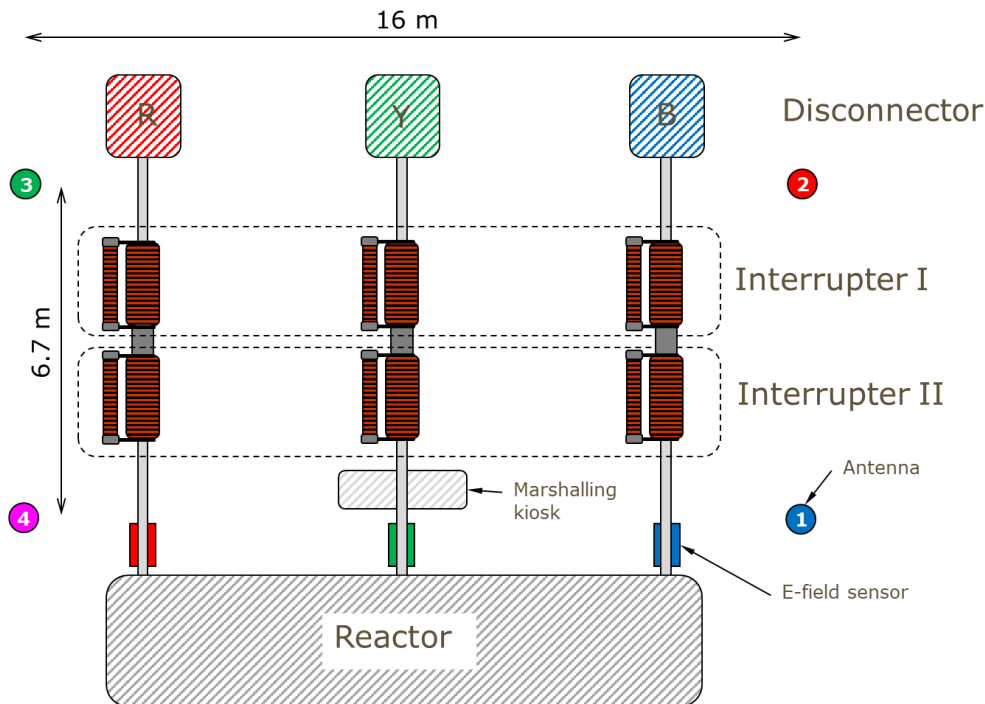 16 m
R
Y
B
Disconnector
3
2
6.7 m
Interrupter I
Interrupter II
Antenna
Marshalling
kiosk
4
1
E-field sensor
Reactor